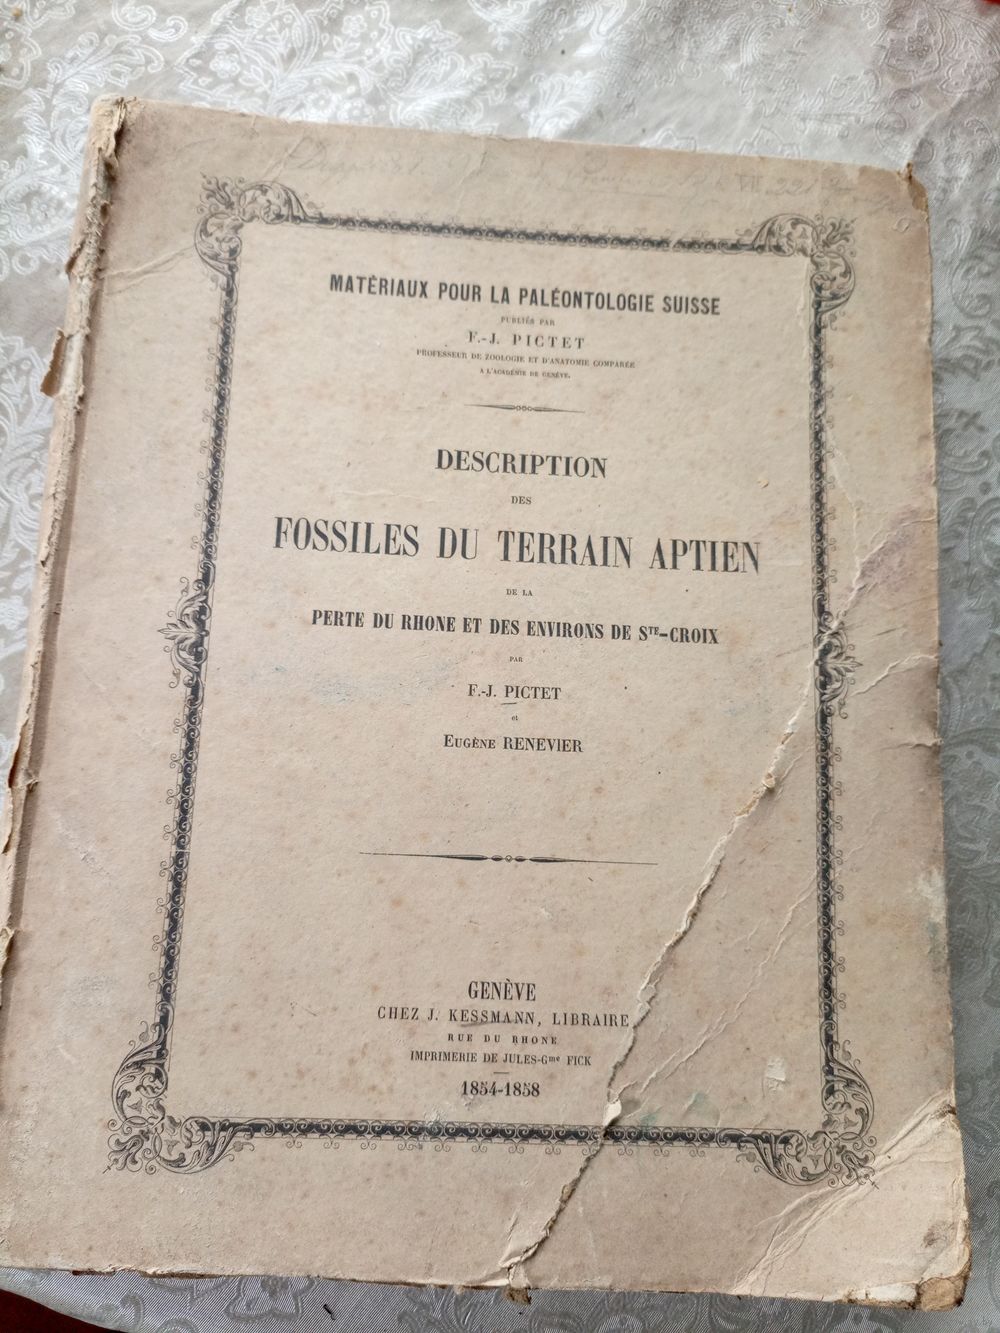 VII
MATÉRIAUX POUR LA PALÉONTOLOGIE SUISSE
PUBLIÉS PAR
F.-J. PICTET
PROFESSEUR DE ZOOLOGIE ET D'ANATOMIE COMPARÉE
A L'ACADÉMIE DE GENÈVE.
DESCRIPTION
DES
FOSSILES DU TERRAIN APTIEN
DE LA
PERTE DU RHONE ET DES ENVIRONS DE STE-CROIX
PAR
F.-J. PICTET
et
EUGÈNE RENEVIER
GENÈVE
CHEZ J. KESSMANN, LIBRAIRE
RUE DU RHONE
IMPRIMERIE DE JULES-Gme FICK
1854-1858